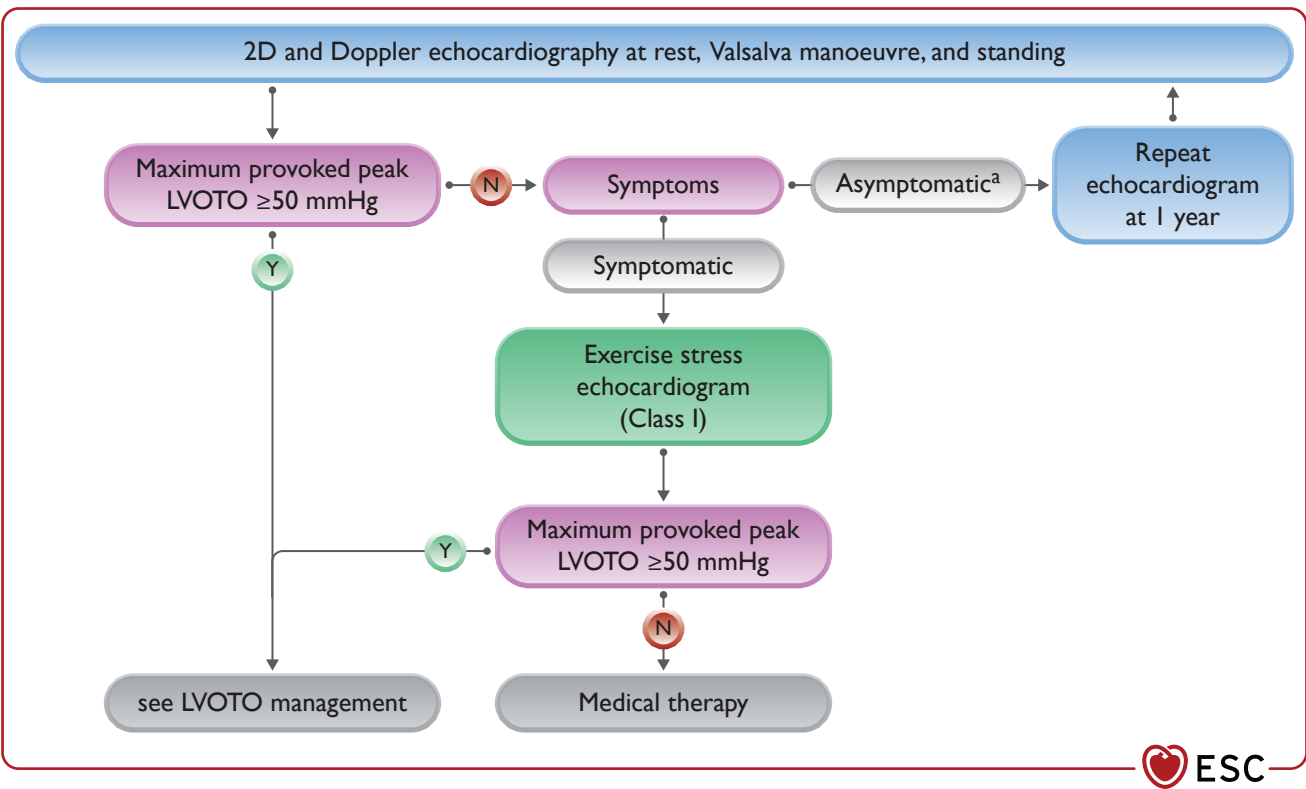 2D and Doppler echocardiography at rest, Valsalva manoeuvre, and standing
Maximum provoked peak
LVOTO ≥50 mmHg
N
Symptoms
Asymptomaticᵃ
Repeat
echocardiogram
at 1 year
Y
Symptomatic
Exercise stress
echocardiogram
(Class I)
Maximum provoked peak
LVOTO ≥50 mmHg
Y
N
see LVOTO management
Medical therapy
ESC